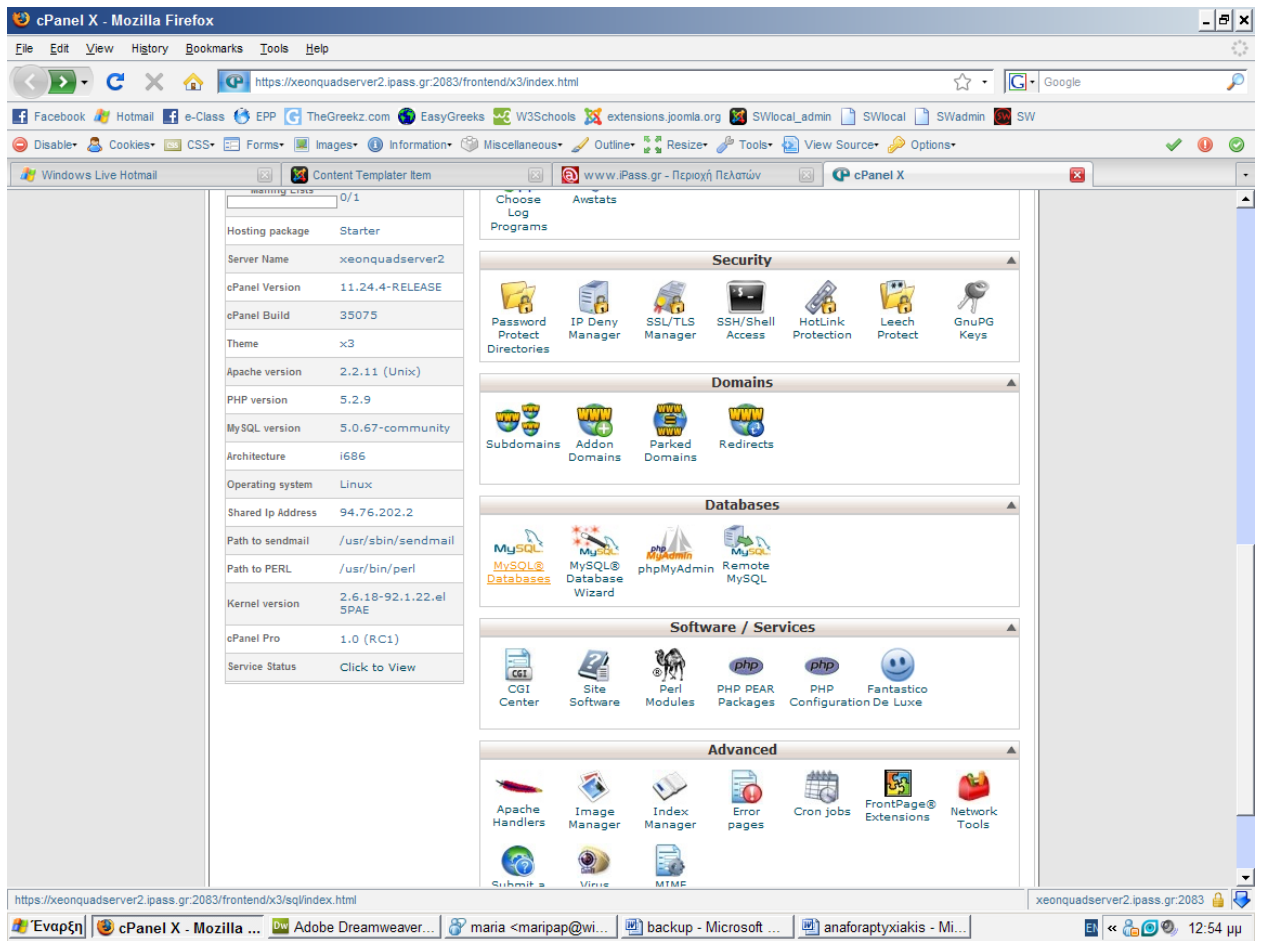 cPanel X - Mozilla Firefox
File Edit View History Bookmarks Tools Help
https://xeonquadserver2.ipass.gr:2083/frontend/x3/index.html
Google
Facebook Hotmail e-Class EPP TheGreekz.com EasyGreeks W3Schools extensions.joomla.org SWlocal_admin SWlocal SWadmin SW
Disable Cookies CSS Forms Images Information Miscellaneous Outline Resize Tools View Source Options
Windows Live Hotmail
Content Templater Item
www.iPass.gr - Περιοχή Πελατών
cPanel X
Mailing Lists 0/1
Hosting package Starter
Server Name xeonquadserver2
cPanel Version 11.24.4-RELEASE
cPanel Build 35075
Theme x3
Apache version 2.2.11 (Unix)
PHP version 5.2.9
MySQL version 5.0.67-community
Architecture i686
Operating system Linux
Shared Ip Address 94.76.202.2
Path to sendmail /usr/sbin/sendmail
Path to PERL /usr/bin/perl
Kernel version 2.6.18-92.1.22.el
5PAE
cPanel Pro 1.0 (RC1)
Service Status Click to View
Choose
Log
Programs
Awstats
Security
Password
Protect
Directories
IP Deny
Manager
SSL/TLS
Manager
SSH/Shell
Access
HotLink
Protection
Leech
Protect
GnuPG
Keys
Domains
Subdomains
Addon
Domains
Parked
Domains
Redirects
Databases
MySQL®
Databases
MySQL®
Database
Wizard
phpMyAdmin
Remote
MySQL
Software / Services
CGI
Center
Site
Software
Perl
Modules
PHP PEAR
Packages
PHP
Configuration
Fantastico
De Luxe
Advanced
Apache
Handlers
Image
Manager
Index
Manager
Error
pages
Cron jobs
FrontPage®
Extensions
Network
Tools
Submit a
Virus
MIME
https://xeonquadserver2.ipass.gr:2083/frontend/x3/sql/index.html
xeonquadserver2.ipass.gr:2083
Έναρξη
cPanel X - Mozilla ...
Adobe Dreamweaver...
maria <maripap@wi...
backup - Microsoft ...
anaforaptyxiakis - Mi...
EN
12:54 μμ